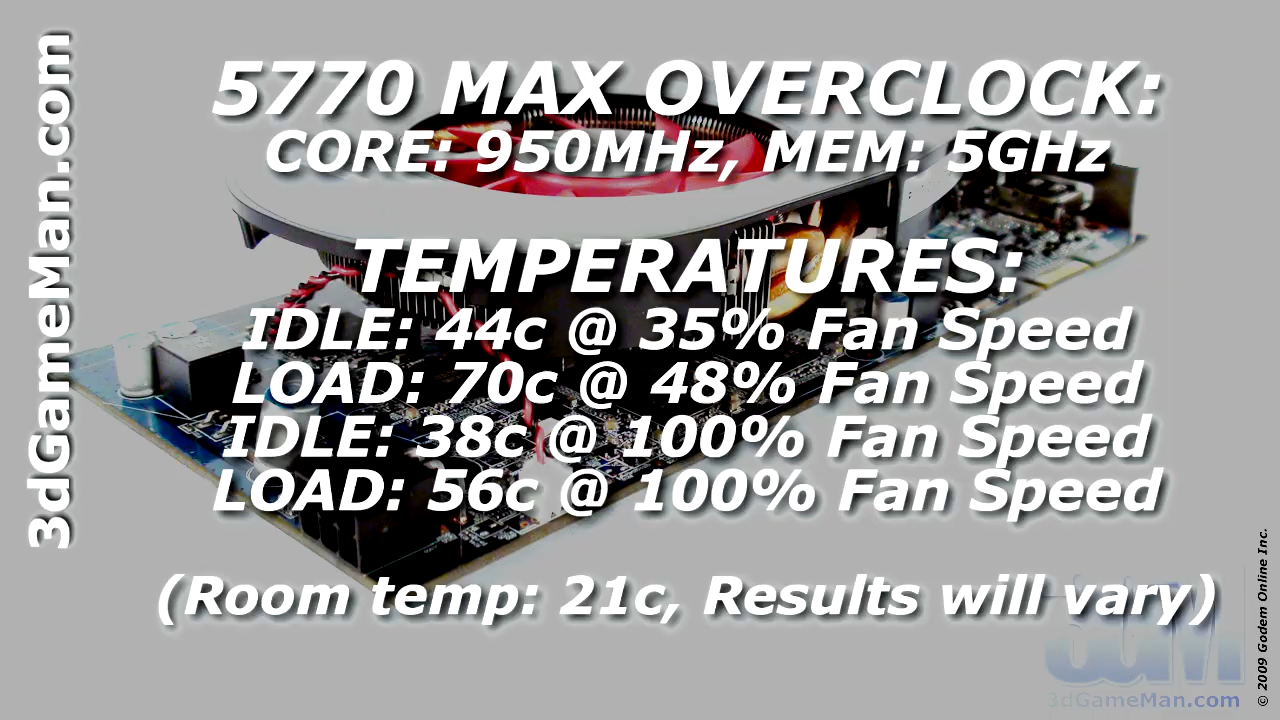 3dGameMan.com
5770 MAX OVERCLOCK:
CORE: 950MHz, MEM: 5GHz
TEMPERATURES:
IDLE: 44c @ 35% Fan Speed
LOAD: 70c @ 48% Fan Speed
IDLE: 38c @ 100% Fan Speed
LOAD: 56c @ 100% Fan Speed
(Room temp: 21c, Results will vary)
3dGameMan.com
© 2009 Godem Online Inc.